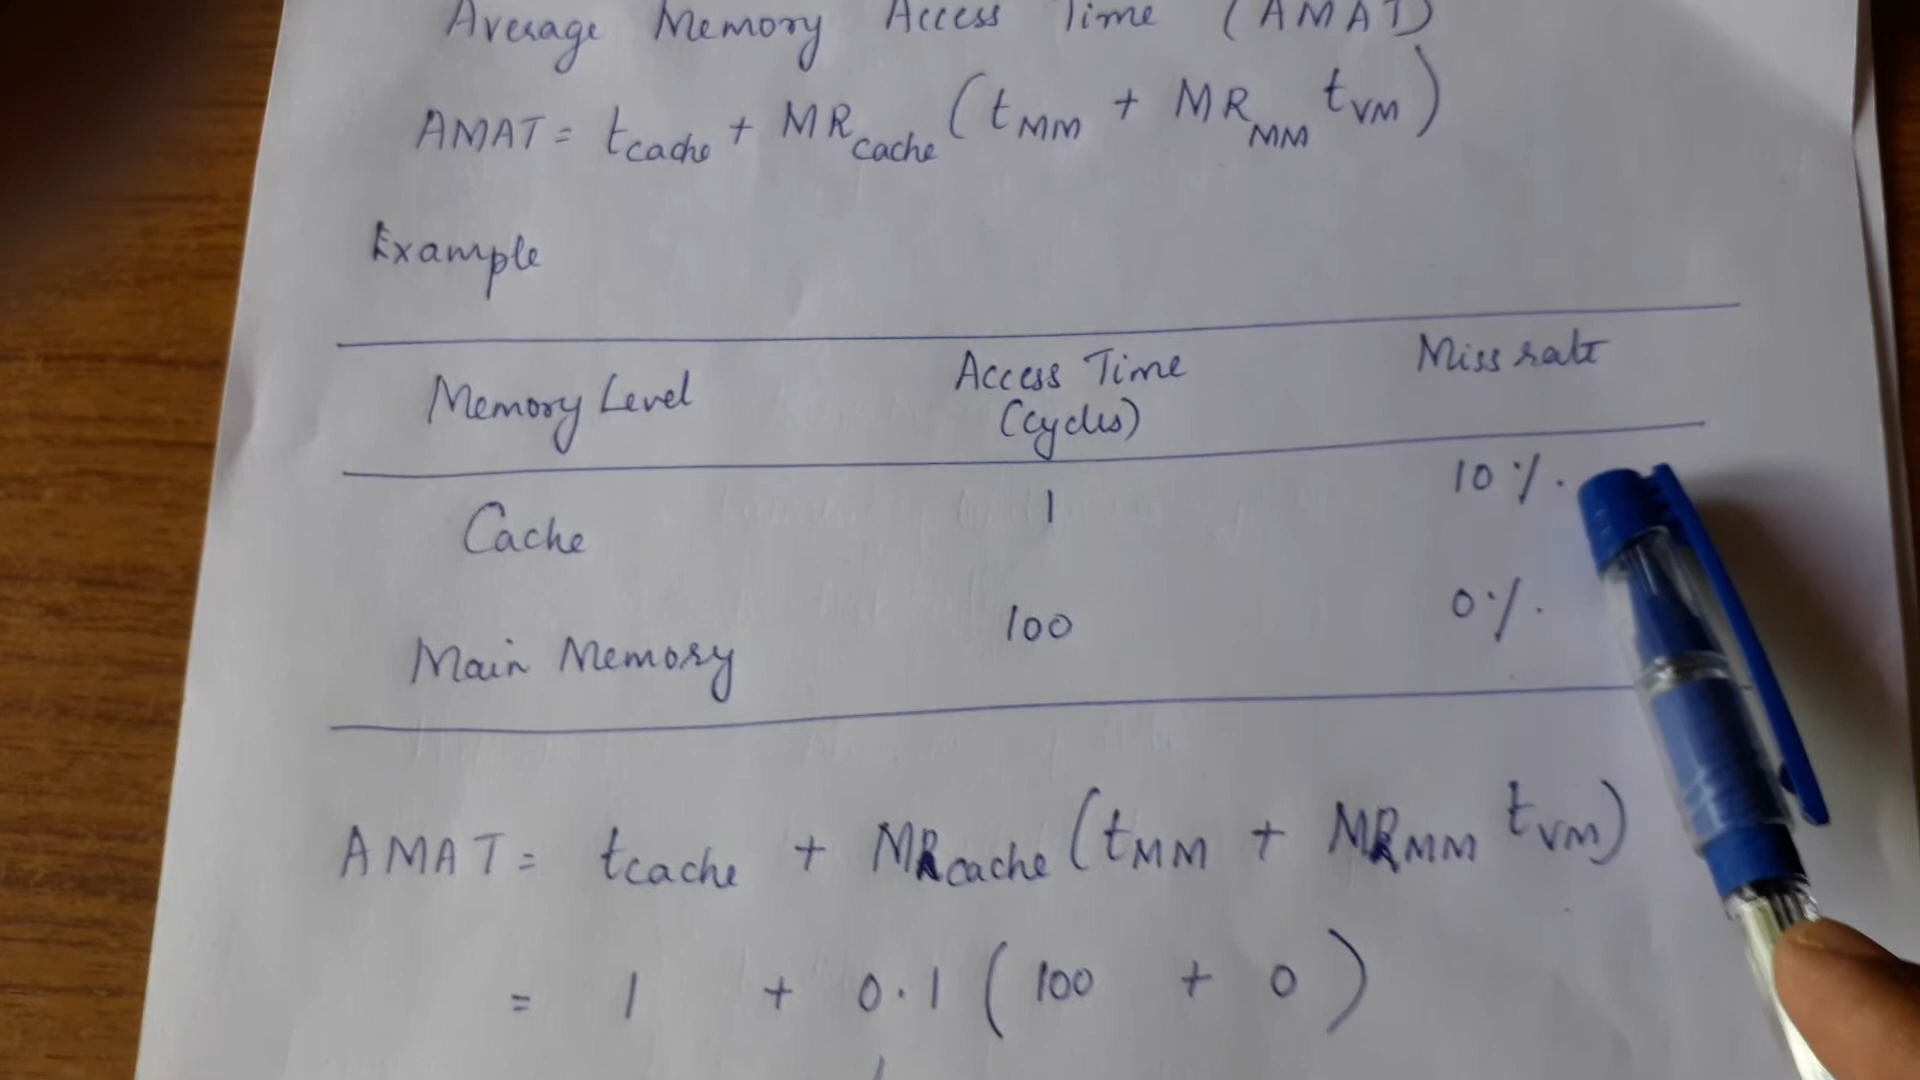 Average Memory Access Time (AMAT)
AMAT = tcache + MRcache (tMM + MRMM tVM)
Example
Memory Level Access Time (Cycles) Miss rate
Cache 1 10%.
Main Memory 100 0%.
AMAT = tcache + MRcache (tMM + MRMM tVM)
= 1 + 0.1 (100 + 0)